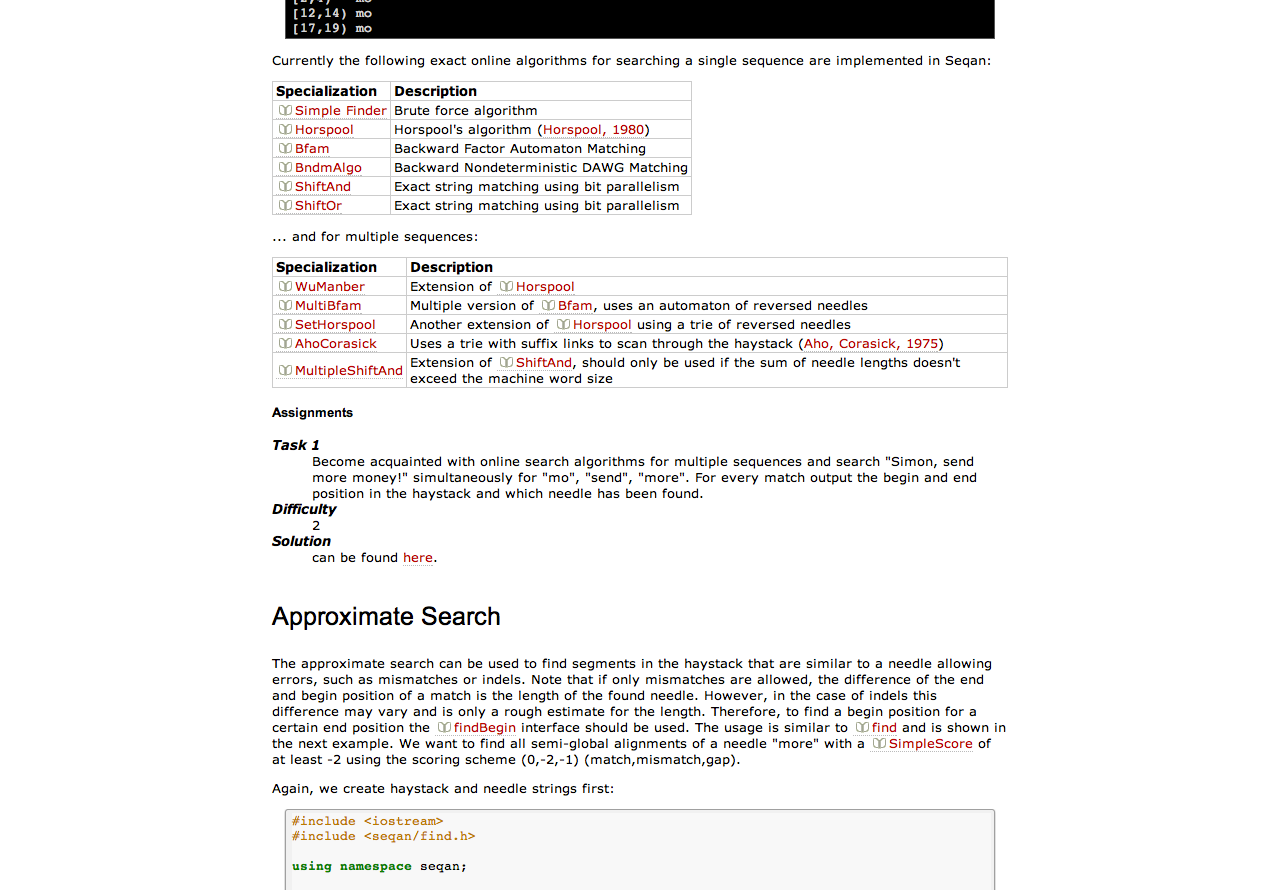 [12,14) mo
[17,19) mo
Currently the following exact online algorithms for searching a single sequence are implemented in Seqan:
Specialization Description
Simple Finder Brute force algorithm
Horspool Horspool's algorithm (Horspool, 1980)
Bfam Backward Factor Automaton Matching
BndmAlgo Backward Nondeterministic DAWG Matching
ShiftAnd Exact string matching using bit parallelism
ShiftOr Exact string matching using bit parallelism
... and for multiple sequences:
Specialization Description
WuManber Extension of Horspool
MultiBfam Multiple version of Bfam, uses an automaton of reversed needles
SetHorspool Another extension of Horspool using a trie of reversed needles
AhoCorasick Uses a trie with suffix links to scan through the haystack (Aho, Corasick, 1975)
MultipleShiftAnd Extension of ShiftAnd, should only be used if the sum of needle lengths doesn't
exceed the machine word size
Assignments
Task 1
Become acquainted with online search algorithms for multiple sequences and search "Simon, send
more money!" simultaneously for "mo", "send", "more". For every match output the begin and end
position in the haystack and which needle has been found.
Difficulty
2
Solution
can be found here.
Approximate Search
The approximate search can be used to find segments in the haystack that are similar to a needle allowing
errors, such as mismatches or indels. Note that if only mismatches are allowed, the difference of the end
and begin position of a match is the length of the found needle. However, in the case of indels this
difference may vary and is only a rough estimate for the length. Therefore, to find a begin position for a
certain end position the findBegin interface should be used. The usage is similar to find and is shown in
the next example. We want to find all semi-global alignments of a needle "more" with a SimpleScore of
at least -2 using the scoring scheme (0,-2,-1) (match,mismatch,gap).
Again, we create haystack and needle strings first:
#include <iostream>
#include <seqan/find.h>
using namespace seqan;